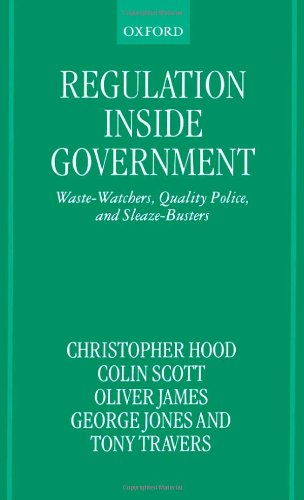 OXFORD
REGULATION
INSIDE
GOVERNMENT
Waste-Watchers, Quality Police,
and Sleaze-Busters
CHRISTOPHER HOOD
COLIN SCOTT
OLIVER JAMES
GEORGE JONES AND
TONY TRAVERS